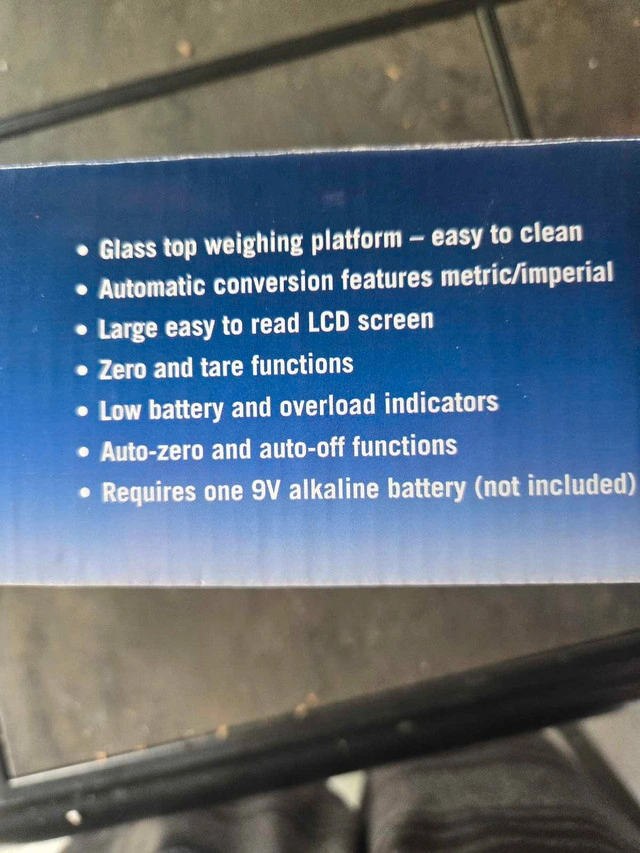 • Glass top weighing platform – easy to clean
• Automatic conversion features metric/imperial
• Large easy to read LCD screen
• Zero and tare functions
• Low battery and overload indicators
• Auto-zero and auto-off functions
• Requires one 9V alkaline battery (not included)